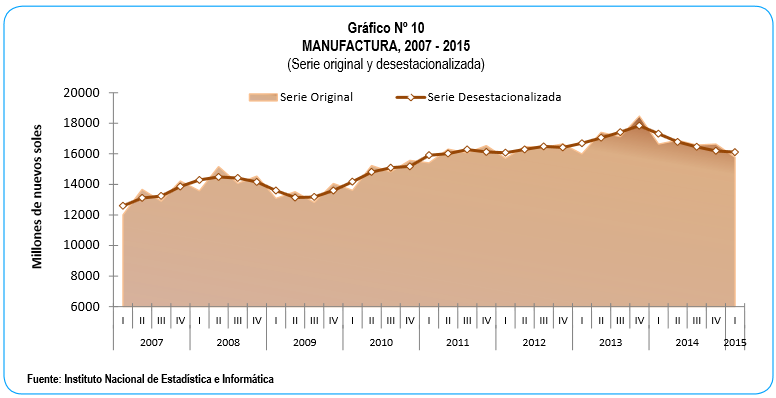 Gráfico Nº 10
MANUFACTURA, 2007 - 2015
(Serie original y desestacionalizada)
Serie Original
Serie Desestacionalizada
Millones de nuevos soles
20000
18000
16000
14000
12000
10000
8000
6000
I II III IV I II III IV I II III IV I II III IV I II III IV I II III IV I II III IV I II III IV I
2007 2008 2009 2010 2011 2012 2013 2014 2015
Fuente: Instituto Nacional de Estadística e Informática